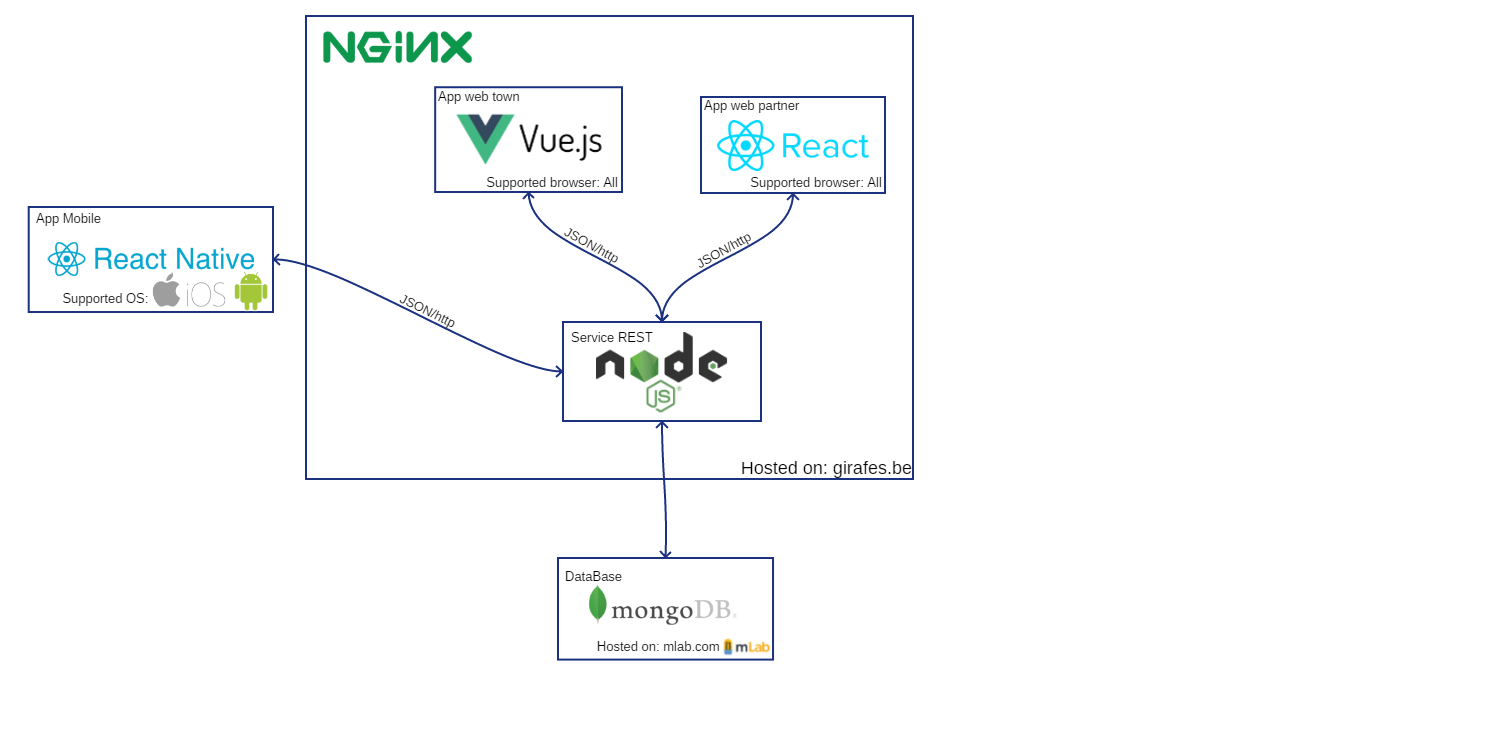 NGINX
App web town
Vue.js
Supported browser: All
App web partner
React
Supported browser: All
App Mobile
React Native
Supported OS: iOS
JSON/http
JSON/http
JSON/http
Service REST
node
JS
Hosted on: girafes.be
DataBase
mongoDB
Hosted on: mlab.com mLab